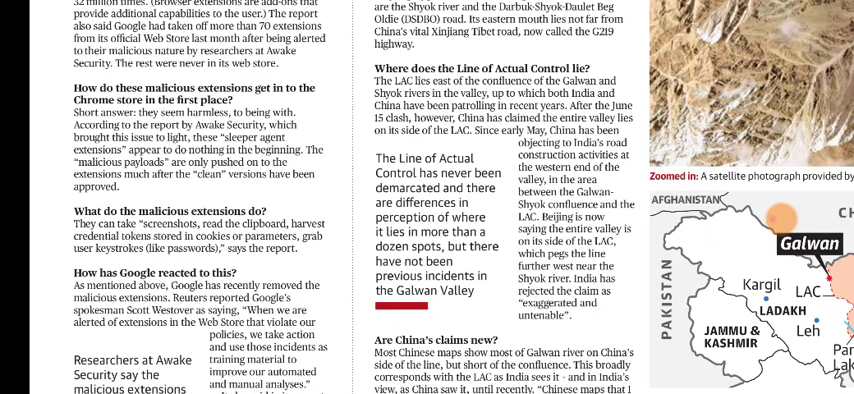 32 million times. (Browser extensions are add-ons that
provide additional capabilities to the user.) The report
also said Google had taken off more than 70 extensions
from its official Web Store last month after being alerted
to their malicious nature by researchers at Awake
Security. The rest were never in its web store.
How do these malicious extensions get in to the
Chrome store in the first place?
Short answer: they seem harmless, to being with.
According to the report by Awake Security, which
brought this issue to light, these “sleeper agent
extensions” appear to do nothing in the beginning. The
“malicious payloads” are only pushed on to the
extensions much after the “clean” versions have been
approved.
What do the malicious extensions do?
They can take “screenshots, read the clipboard, harvest
credential tokens stored in cookies or parameters, grab
user keystrokes (like passwords),” says the report.
How has Google reacted to this?
As mentioned above, Google has recently removed the
malicious extensions. Reuters reported Google’s
spokesman Scott Westover as saying, “When we are
alerted of extensions in the Web Store that violate our
policies, we take action
and use those incidents as
training material to
improve our automated
and manual analyses.”
Researchers at Awake
Security say the
malicious extensions
are the Shyok river and the Darbuk-Shyok-Daulet Beg
Oldie (DSDBO) road. Its eastern mouth lies not far from
China’s vital Xinjiang Tibet road, now called the G219
highway.
Where does the Line of Actual Control lie?
The LAC lies east of the confluence of the Galwan and
Shyok rivers in the valley, up to which both India and
China have been patrolling in recent years. After the June
15 clash, however, China has claimed the entire valley lies
on its side of the LAC. Since early May, China has been
objecting to India’s road
construction activities at
the western end of the
valley, in the area
between the Galwan-
Shyok confluence and the
LAC. Beijing is now
saying the entire valley is
on its side of the LAC,
which pegs the line
further west near the
Shyok river. India has
rejected the claim as
“exaggerated and
untenable”.
The Line of Actual
Control has never been
demarcated and there
are differences in
perception of where
it lies in more than a
dozen spots, but there
have not been
previous incidents in
the Galwan Valley
Are China’s claims new?
Most Chinese maps show most of Galwan river on China’s
side of the line, but short of the confluence. This broadly
corresponds with the LAC as India sees it - and in India’s
view, as China saw it, until recently. “Chinese maps that I
Zoomed in: A satellite photograph provided by
AFGHANISTAN
CH
Galwan
PAKISTAN
Kargil
LAC
LADAKH
Leh
JAMMU &
KASHMIR
Pan
Lak